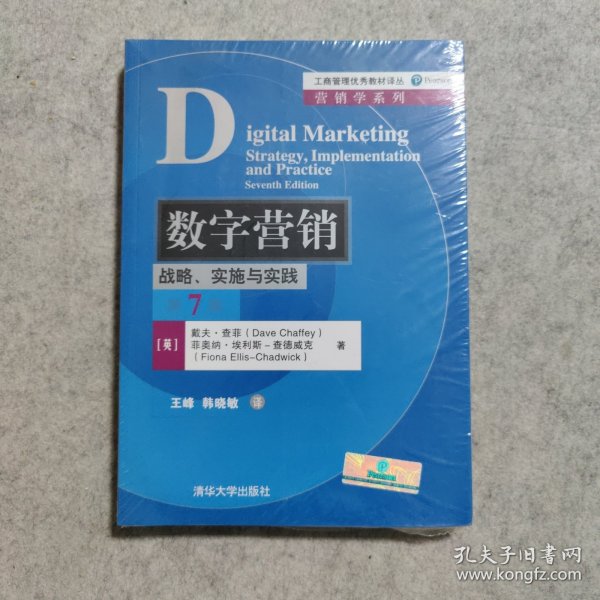 工商管理优秀教材译丛 Pearson
营销学系列
Digital Marketing
Strategy, Implementation
and Practice
Seventh Edition
数字营销
战略、实施与实践
第7版
[英]
戴夫·查菲(Dave Chaffey)
菲奥纳·埃利斯-查德威克
(Fiona Ellis-Chadwick)
著
王峰 韩晓敏 译
Pearson
清华大学出版社
孔夫子旧书网
www.kongfz.com